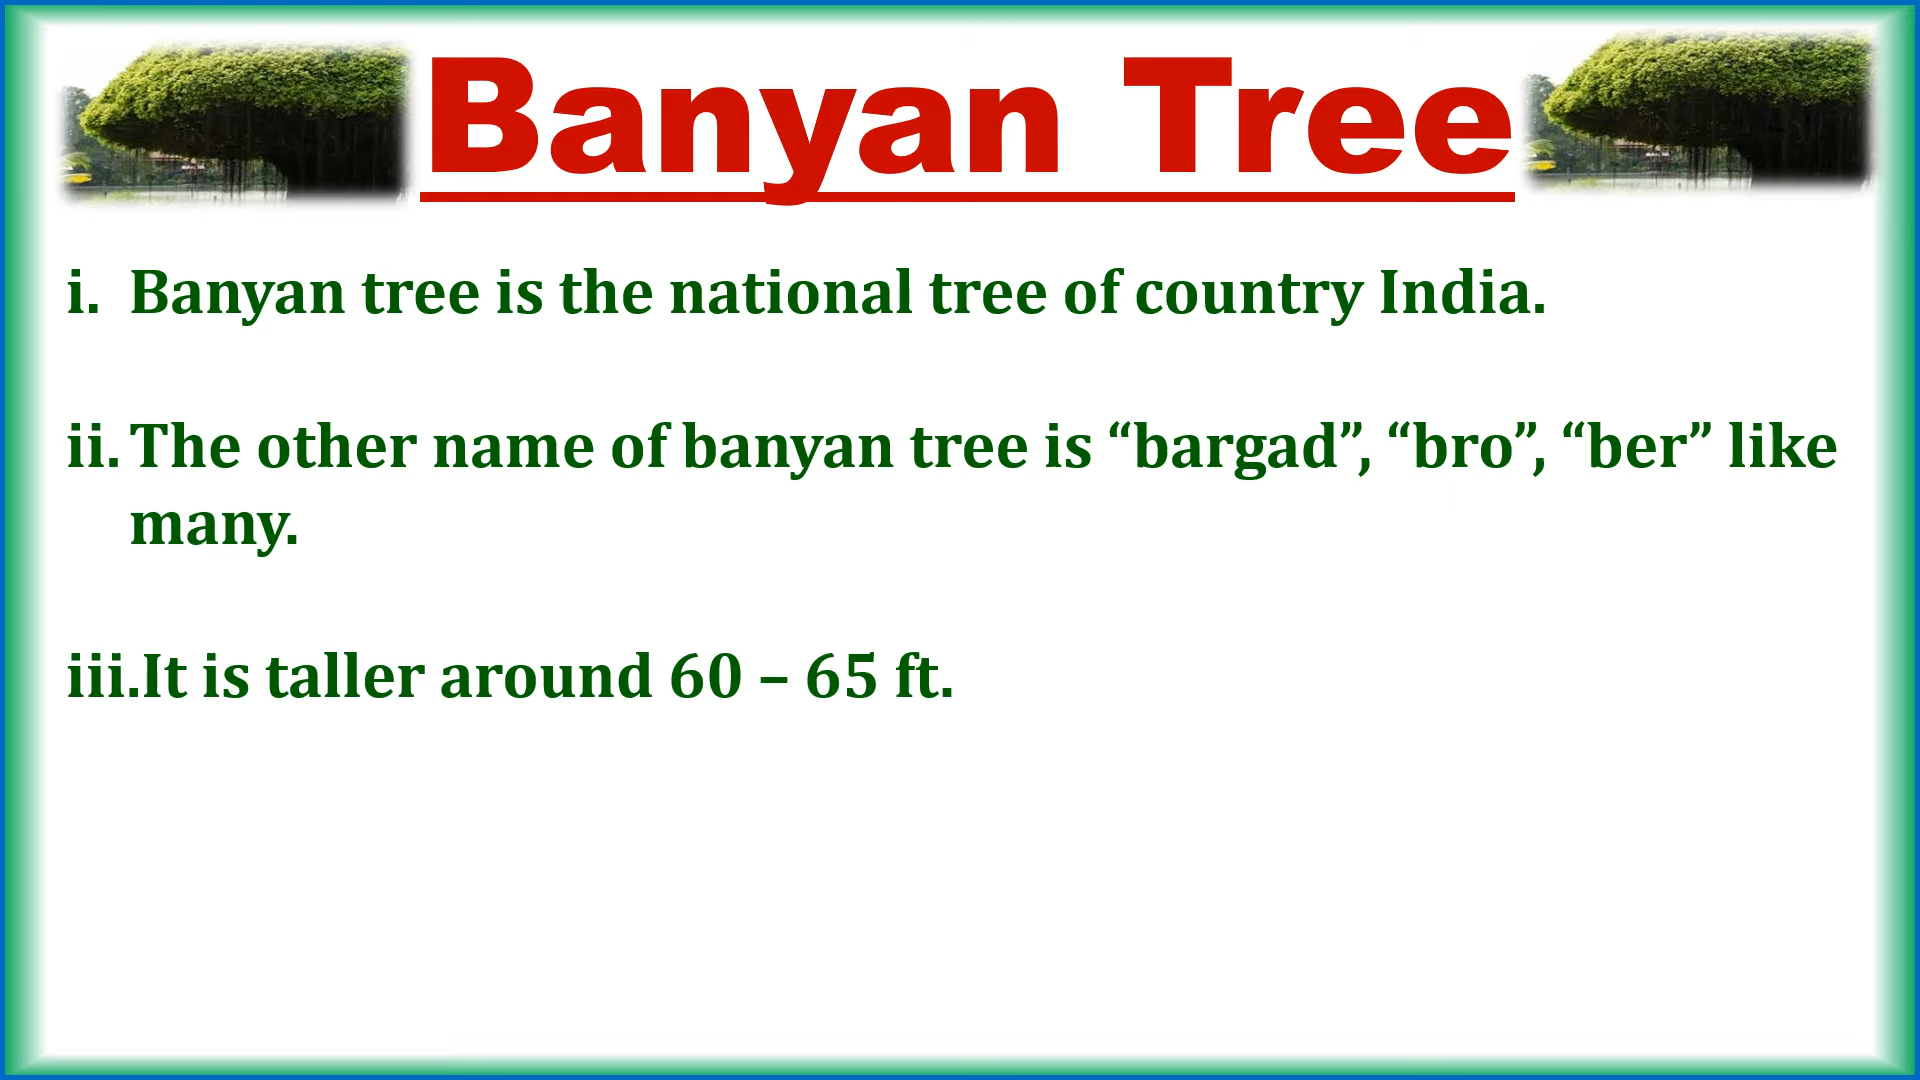 Banyan Tree
i. Banyan tree is the national tree of country India.
ii. The other name of banyan tree is “bargad”, “bro”, “ber” like
many.
iii. It is taller around 60 – 65 ft.